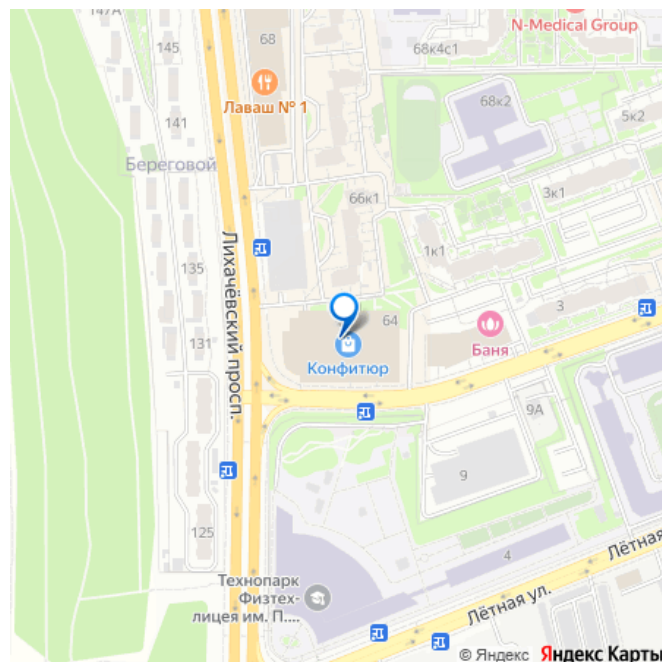 147А
N-Medical Group
145
68
68к4с1
Лаваш № 1
68к2
141
5к2
Береговой
3к1
66к1
1к1
135
Лихачёвский просп.
3
64
131
Баня
Конфитюр
9А
9
125
4
Лётная
Технопарк
Физтех-
лицея им. П....
Лётная ул.
© Яндекс Яндекс Карты